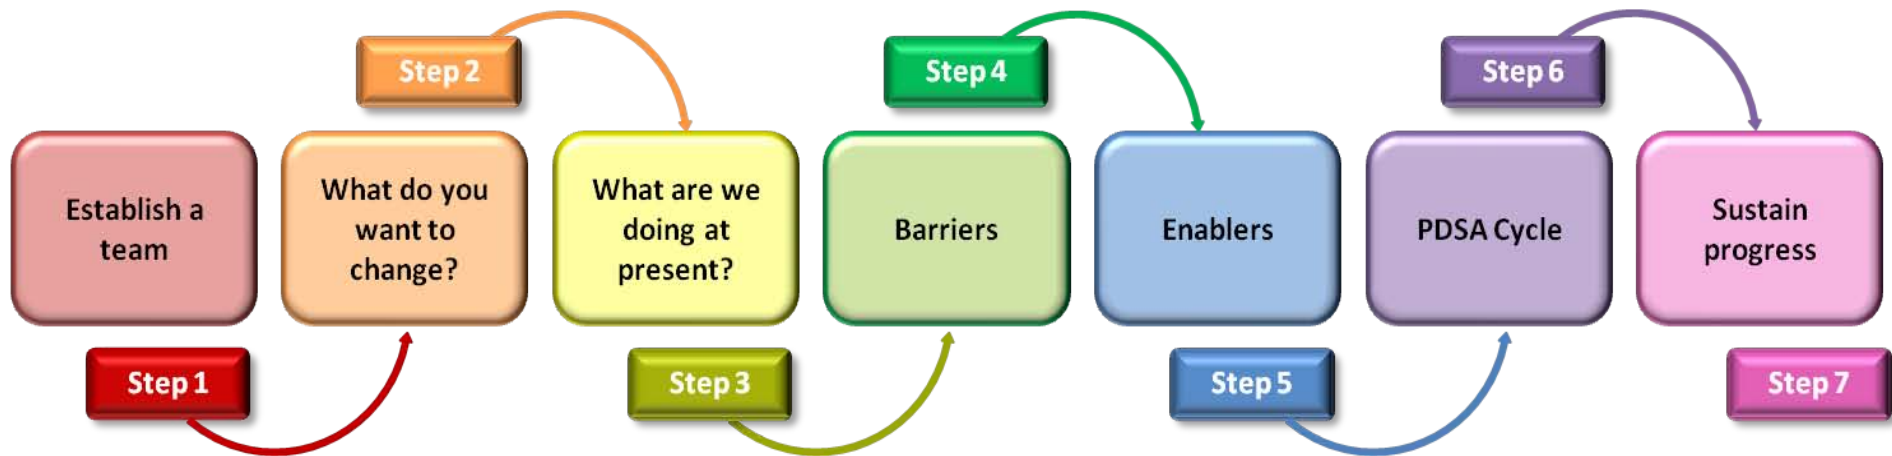 Step 2
Step 4
Step 6
Establish a
team
What do you
want to
change?
What are we
doing at
present?
Barriers
Enablers
PDSA Cycle
Sustain
progress
Step 1
Step 3
Step 5
Step 7